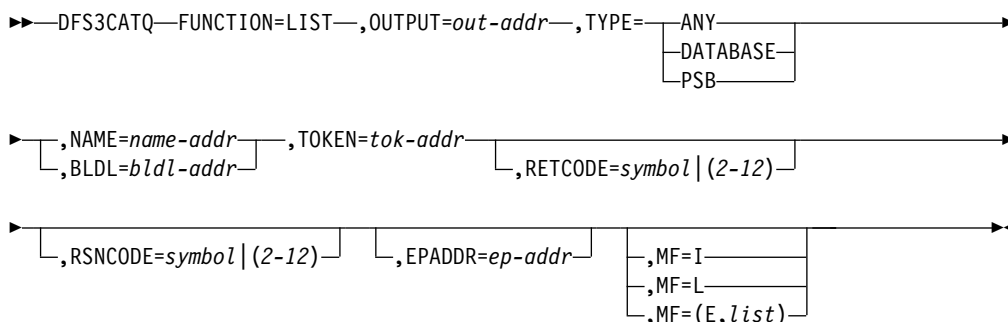 DFS3CATQ FUNCTION=LIST ,OUTPUT=out-addr ,TYPE= ANY
DATABASE
PSB
,NAME=name-addr ,TOKEN=tok-addr
,BLDL=bldl-addr ,RETCODE=symbol|(2-12)
,RSNCODE=symbol|(2-12) ,EPADDR=ep-addr ,MF=I
,MF=L
,MF=(E,list)